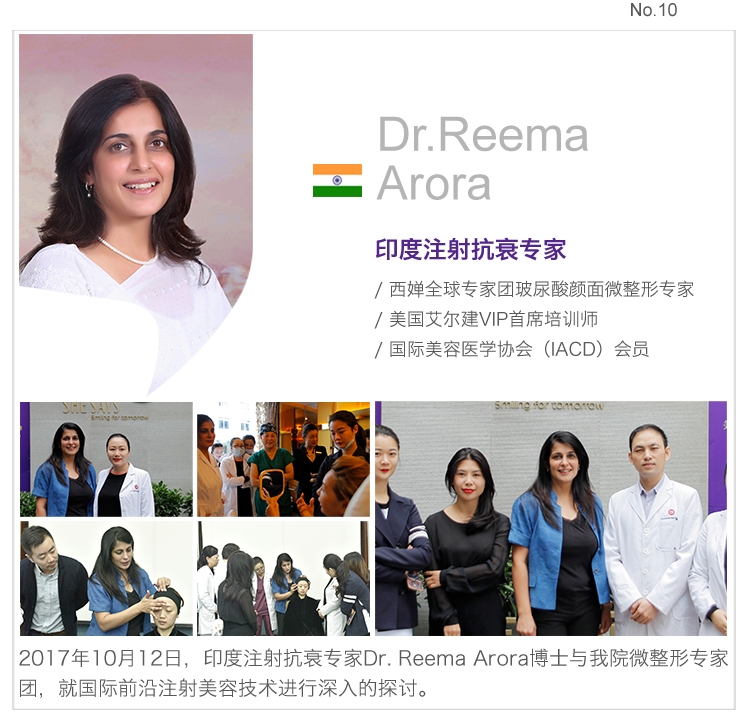 No.10
Dr.Reema
Arora
印度注射抗衰专家
/ 西婵全球专家团玻尿酸颜面微整形专家
/ 美国艾尔建VIP首席培训师
/ 国际美容医学协会（IACD）会员
SHE SAYS
Smiling for tomorrow
Smiling for tomorrow
2017年10月12日，印度注射抗衰专家Dr. Reema Arora博士与我院微整形专家
团，就国际前沿注射美容技术进行深入的探讨。